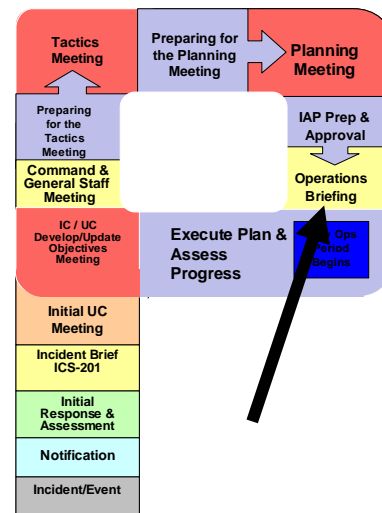 Tactics
Meeting
Preparing for
the Planning
Meeting
Planning
Meeting
Preparing
for the
Tactics
Meeting
IAP Prep &
Approval
Command &
General Staff
Meeting
Operations
Briefing
IC / UC
Develop/Update
Objectives
Meeting
Execute Plan &
Assess
Progress
Ops
Period
Begins
Initial UC
Meeting
Incident Brief
ICS-201
Initial
Response &
Assessment
Notification
Incident/Event